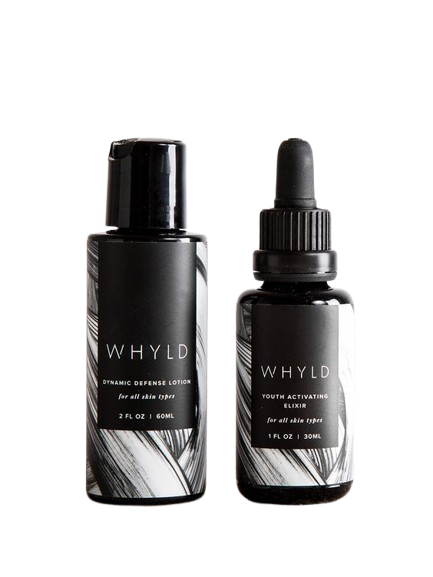 WHYLD
DYNAMIC DEFENSE LOTION
for all skin types
2 FL OZ | 60ML
WHYLD
YOUTH ACTIVATING
ELIXIR
for all skin types
1 FL OZ | 30ML